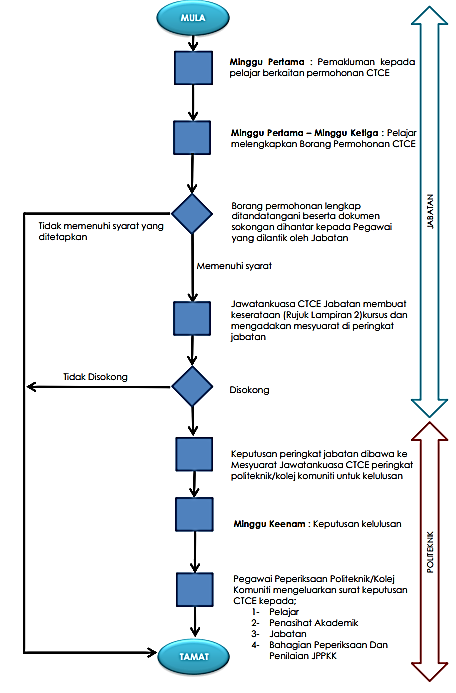 MULA
Minggu Pertama : Pemakluman kepada
pelajar berkaitan permohonan CTCE
Minggu Pertama – Minggu Ketiga : Pelajar
melengkapkan Borang Permohonan CTCE
Borang permohonan lengkap
ditandatangani beserta dokumen
sokongan dihantar kepada Pegawai
yang dilantik oleh Jabatan
Tidak memenuhi syarat yang
ditetapkan
JABATAN
Memenuhi syarat
Jawatankuasa CTCE Jabatan membuat
keserataan (Rujuk Lampiran 2)kursus dan
mengadakan mesyuarat di peringkat
jabatan
Tidak Disokong
Disokong
Keputusan peringkat jabatan dibawa ke
Mesyuarat Jawatankuasa CTCE peringkat
politeknik/kolej komuniti untuk kelulusan
Minggu Keenam : Keputusan kelulusan
POLITEKNIK
Pegawai Peperiksaan Politeknik/Kolej
Komuniti mengeluarkan surat keputusan
CTCE kepada;
1- Pelajar
2- Penasihat Akademik
3- Jabatan
4- Bahagian Peperiksaan Dan
Penilaian JPPKK
TAMAT